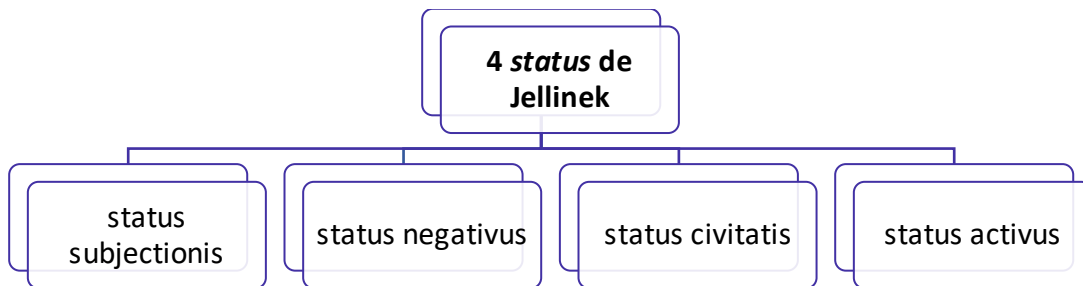 4 status de
Jellinek
status
subjectionis
status negativus
status civitatis
status activus